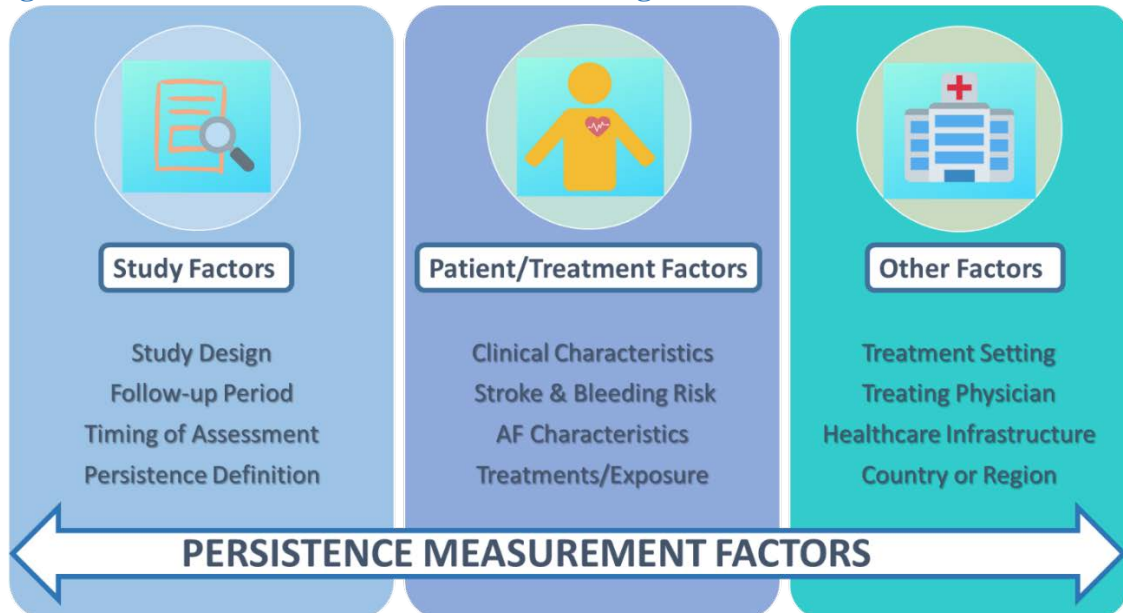 Study Factors
Study Design
Follow-up Period
Timing of Assessment
Persistence Definition
Patient/Treatment Factors
Clinical Characteristics
Stroke & Bleeding Risk
AF Characteristics
Treatments/Exposure
Other Factors
Treatment Setting
Treating Physician
Healthcare Infrastructure
Country or Region
PERSISTENCE MEASUREMENT FACTORS